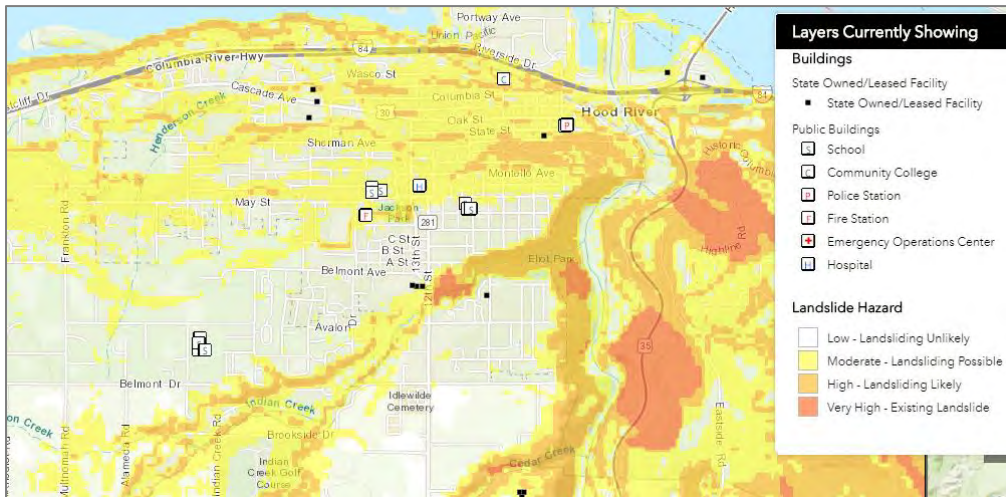 Portway Ave
Union Pacific
Riverside Dr
84
Columbia River Hwy
Wasco St
Cascade Ave
Columbia St
Henderson Creek
30
Oak St
State St
Hood River
84
Sherman Ave
Montello Ave
May St
Jackson
Park
281
Frankton Rd
C St
B St
A St
13th St
12th St
Belmont Ave
Eliot Park
Highline Rd
Avalon Dr
35
Belmont Dr
Indian Creek
Idlewilde
Cemetery
Brookside Dr
Indian
Creek Golf
Course
Cedar Creek
Eastside Rd
Multnomah Rd
Alameda Rd
Indian Creek Rd
C
P
H
S
S
F
S
S
Layers Currently Showing
Buildings
State Owned/Leased Facility
State Owned/Leased Facility
Public Buildings
S School
C Community College
P Police Station
F Fire Station
Emergency Operations Center
H Hospital
Landslide Hazard
Low - Landsliding Unlikely
Moderate - Landsliding Possible
High - Landsliding Likely
Very High - Existing Landslide